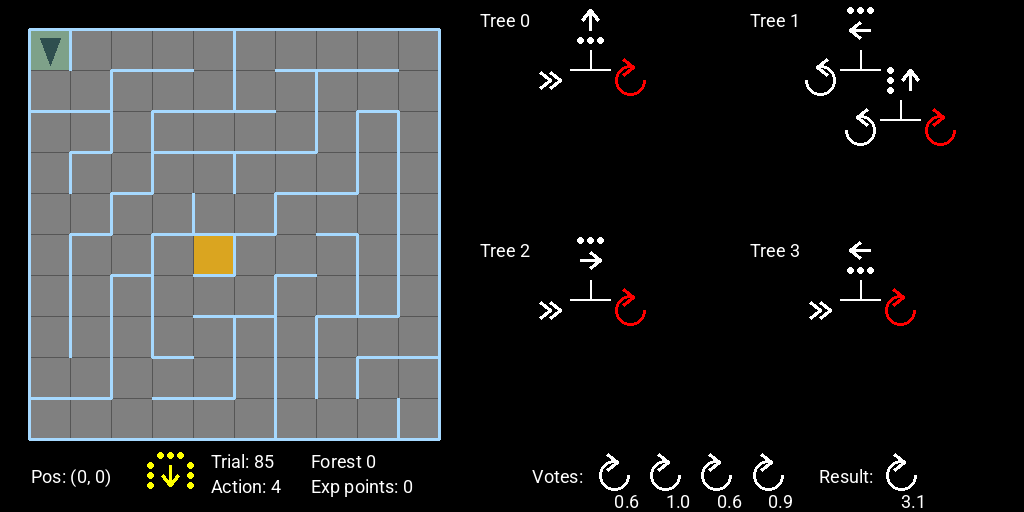 Tree 0
Tree 1
Tree 2
Tree 3
Pos: (0, 0)
Trial: 85
Forest 0
Action: 4
Exp points: 0
Votes:
0.6
1.0
0.6
0.9
Result:
3.1